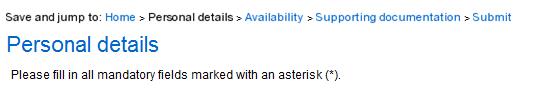 Save and jump to: Home > Personal details > Availability > Supporting documentation > Submit
Personal details
Please fill in all mandatory fields marked with an asterisk (*).